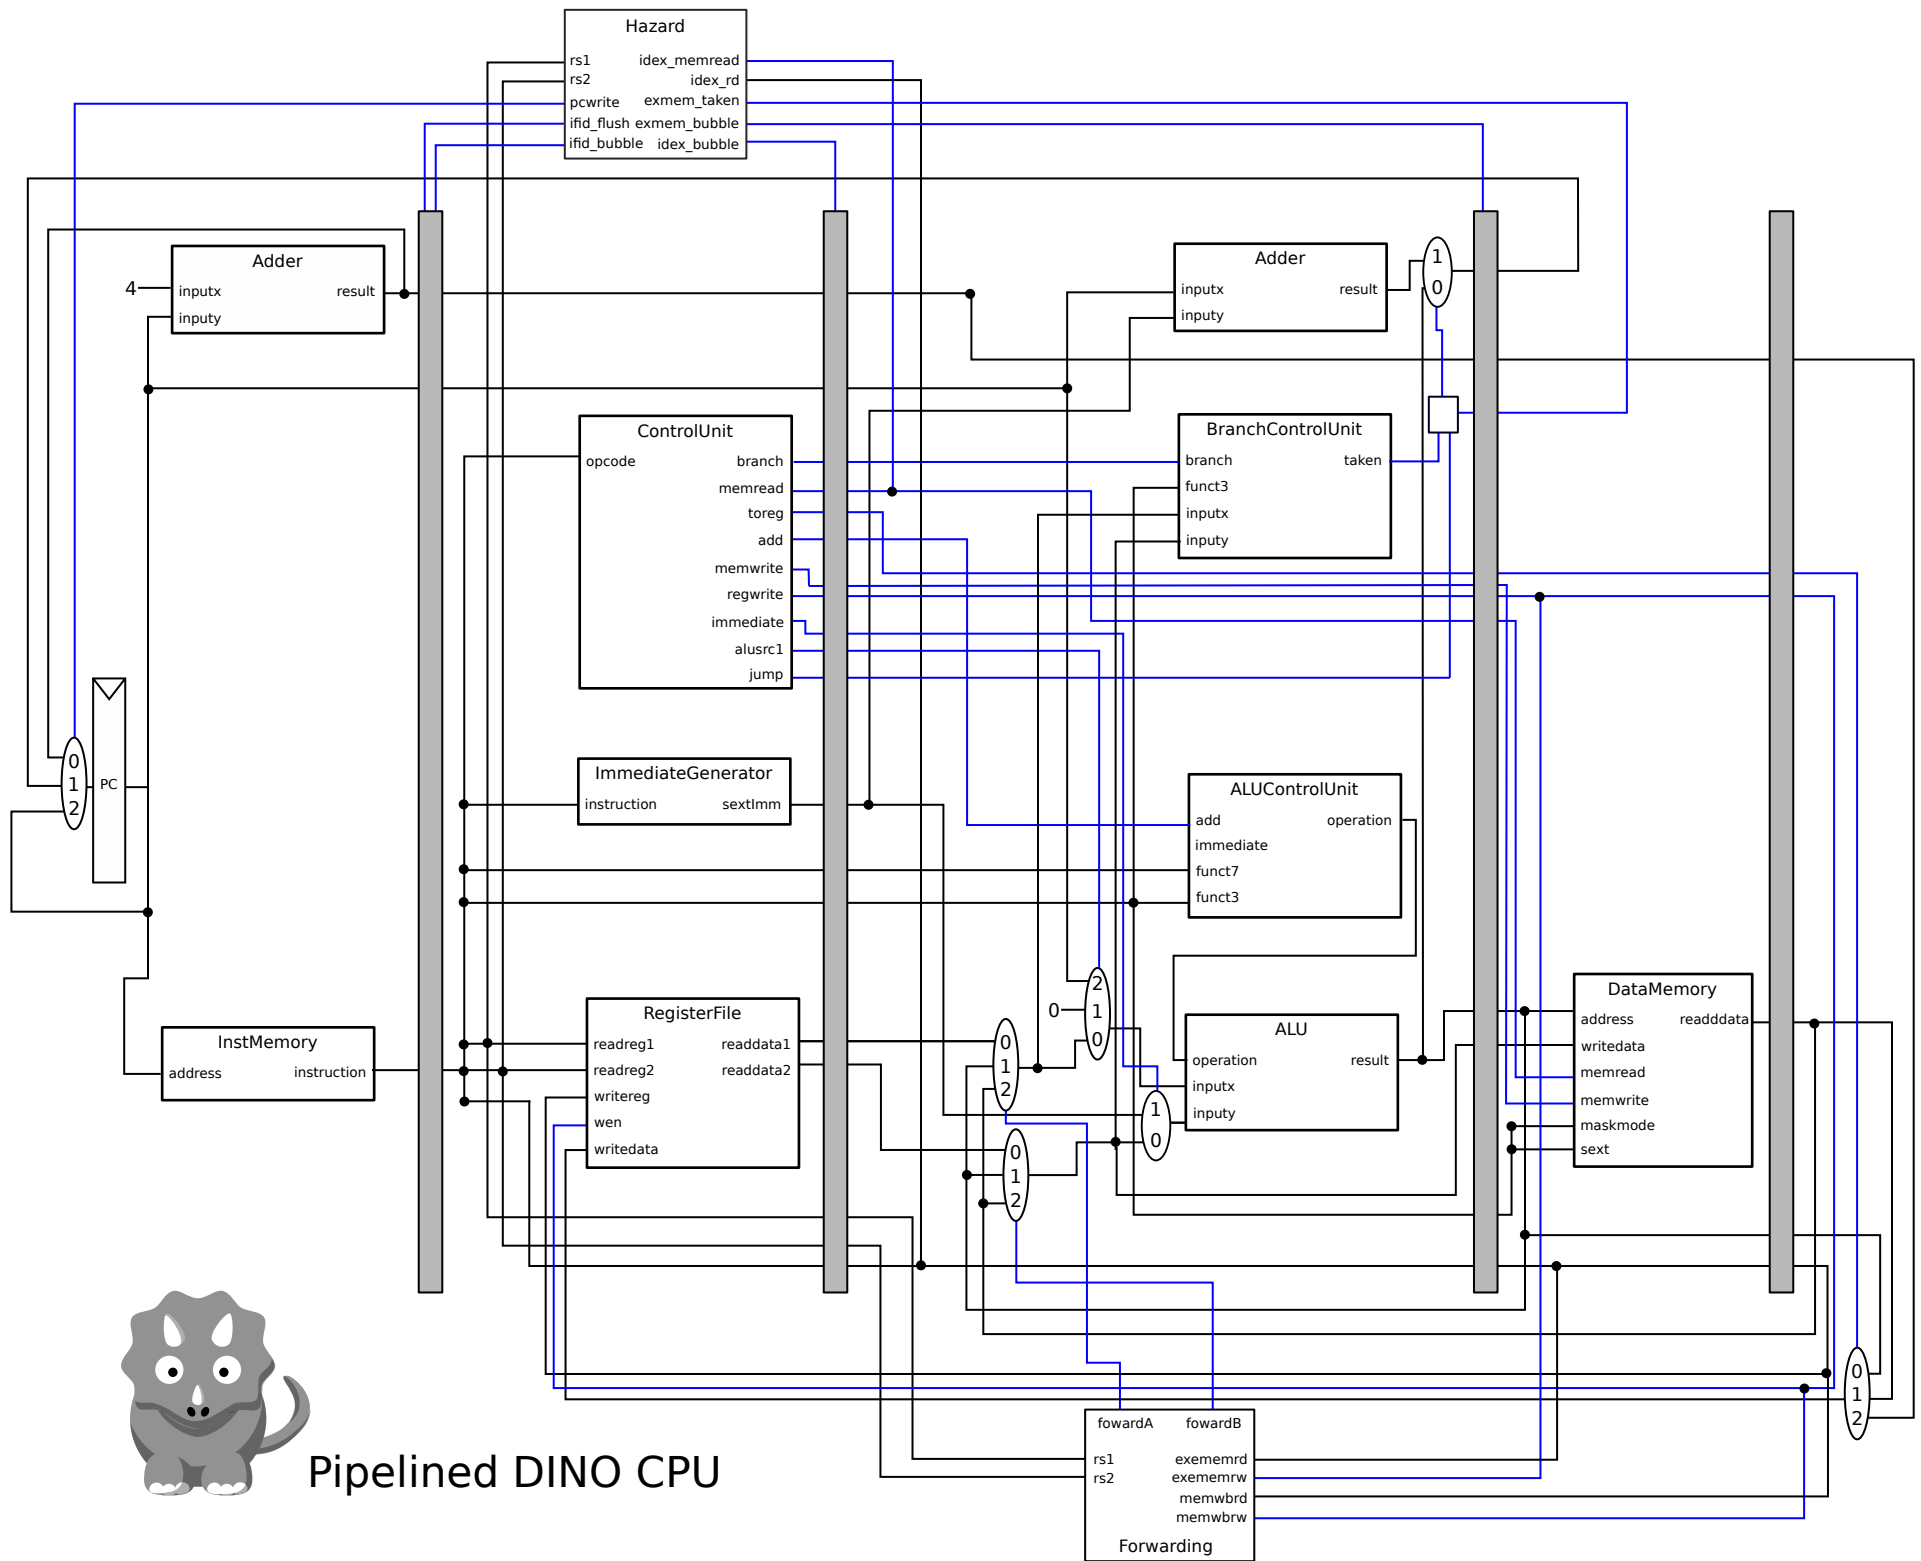 Hazard
rs1 idex_memread
rs2 idex_rd
pcwrite exmem_taken
ifid_flush exmem_bubble
ifid_bubble idex_bubble
Adder
4 inputx result
inputy
Adder
inputx result
inputy
1
0
ControlUnit
opcode branch
memread
toreg
add
memwrite
regwrite
immediate
alusrc1
jump
BranchControlUnit
branch taken
funct3
inputx
inputy
0
1
2
PC
ImmediateGenerator
instruction sextImm
ALUControlUnit
add operation
immediate
funct7
funct3
InstMemory
address instruction
RegisterFile
readreg1 readdata1
readreg2 readdata2
writereg
wen
writedata
0
1
2
0
1
2
2
0 1
0
1
0
ALU
operation result
inputx
inputy
DataMemory
address readddata
writedata
memread
memwrite
maskmode
sext
0
1
2
fowardA fowardB
rs1 exememrd
rs2 exememrw
memwbrd
memwbrw
Forwarding
Pipelined DINO CPU